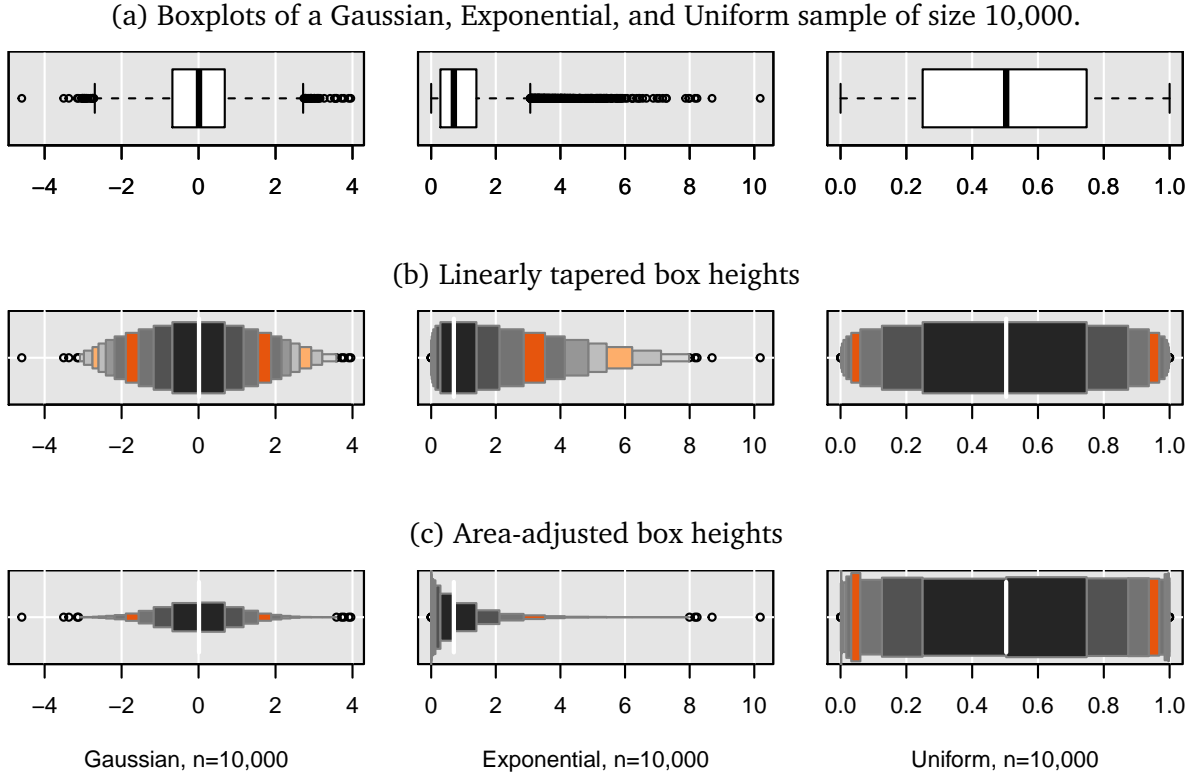 (a) Boxplots of a Gaussian, Exponential, and Uniform sample of size 10,000.
−4 −2 0 2 4
0 2 4 6 8 10
0.0 0.2 0.4 0.6 0.8 1.0
(b) Linearly tapered box heights
−4 −2 0 2 4
0 2 4 6 8 10
0.0 0.2 0.4 0.6 0.8 1.0
(c) Area-adjusted box heights
−4 −2 0 2 4
0 2 4 6 8 10
0.0 0.2 0.4 0.6 0.8 1.0
Gaussian, n=10,000
Exponential, n=10,000
Uniform, n=10,000